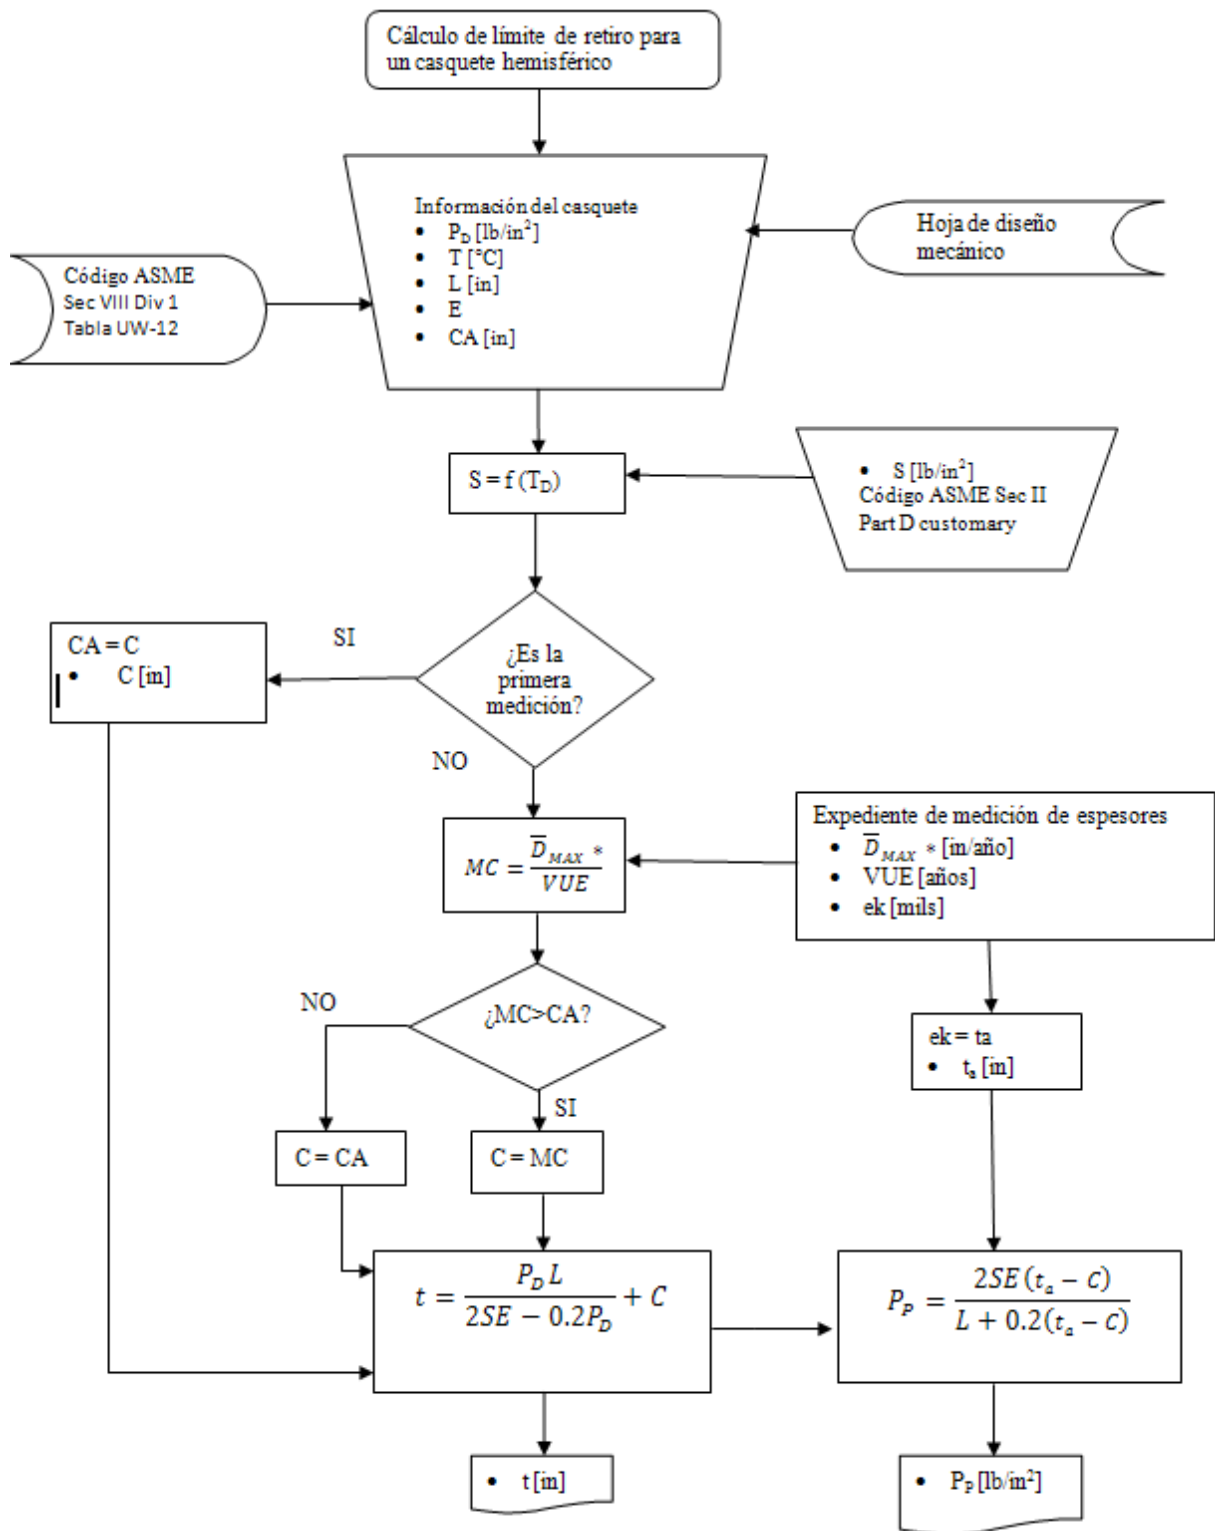 Cálculo de límite de retiro para
un casquete hemisférico
Información del casquete
• P_D [lb/in²]
• T [°C]
• L [in]
• E
• CA [in]
Hoja de diseño
mecánico
Código ASME
Sec VIII Div 1
Tabla UW-12
S = f (T_D)
• S [lb/in²]
Código ASME Sec II
Part D customary
¿Es la
primera
medición?
SI
CA = C
• C [in]
NO
MC = D̅_MAX * / VUE
Expediente de medición de espesores
• D̅_MAX * [in/año]
• VUE [años]
• ek [mils]
¿MC>CA?
NO
SI
ek = ta
• t_a [in]
C = CA
C = MC
t = P_D L / 2SE − 0.2P_D + C
P_P = 2SE(t_a − C) / L + 0.2(t_a − C)
• t [in]
• P_P [lb/in²]